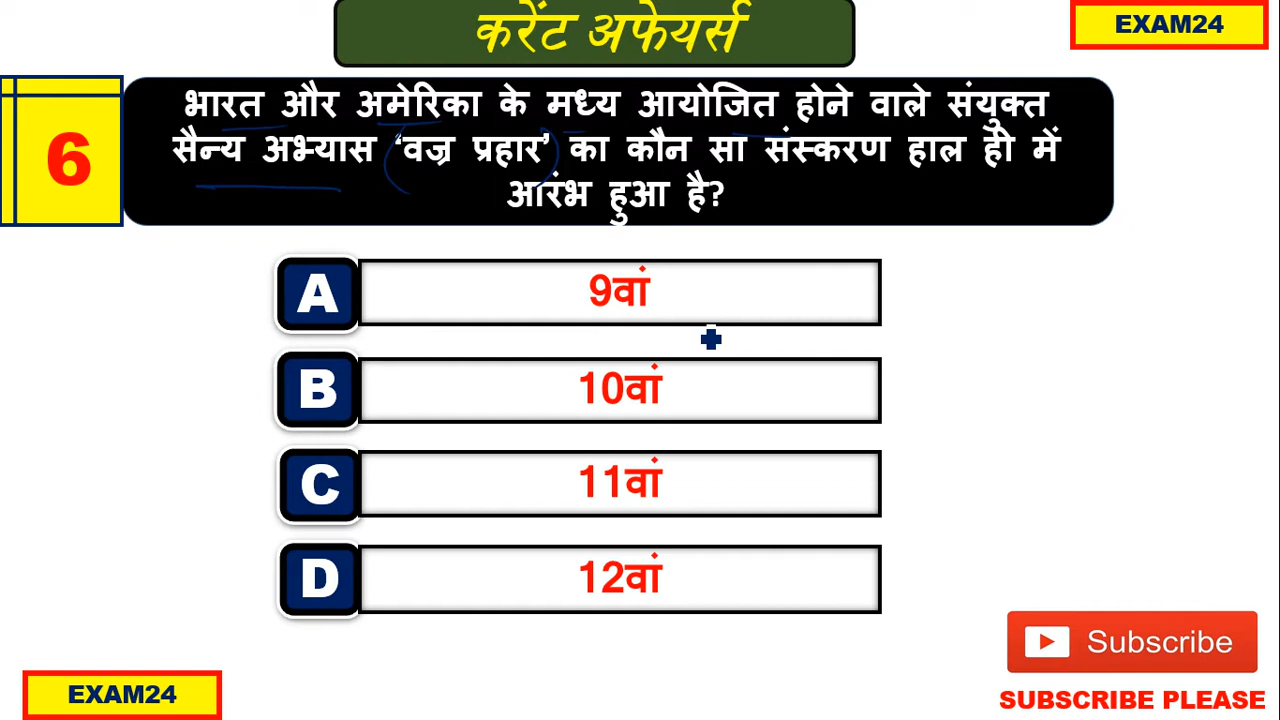 करेंट अफेयर्स
EXAM24
6
भारत और अमेरिका के मध्य आयोजित होने वाले संयुक्त
सैन्य अभ्यास ‘वज्र प्रहार’ का कौन सा संस्करण हाल ही में
आरंभ हुआ है?
A 9वां
B 10वां
C 11वां
D 12वां
Subscribe
EXAM24
SUBSCRIBE PLEASE